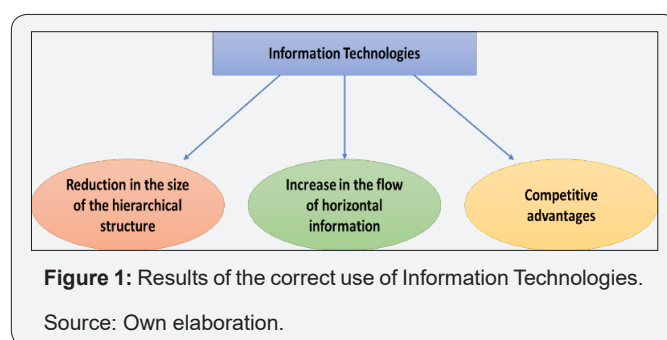 Information Technologies
Reduction in the size
of the hierarchical
structure
Increase in the flow
of horizontal
information
Competitive
advantages
Figure 1: Results of the correct use of Information Technologies.
Source: Own elaboration.